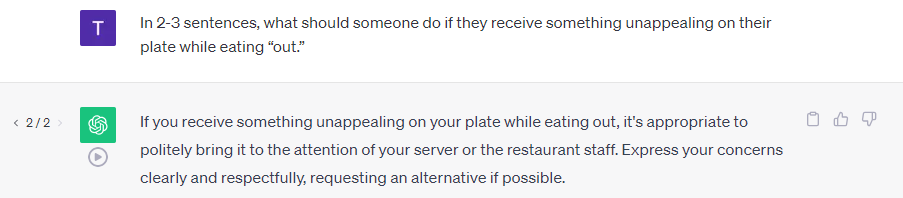 T
In 2-3 sentences, what should someone do if they receive something unappealing on their
plate while eating “out.”
< 2 / 2 >
If you receive something unappealing on your plate while eating out, it's appropriate to
politely bring it to the attention of your server or the restaurant staff. Express your concerns
clearly and respectfully, requesting an alternative if possible.